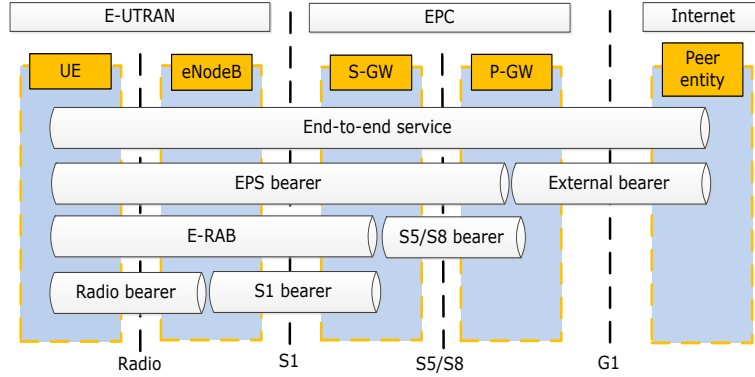 E-UTRAN
EPC
Internet
UE
eNodeB
S-GW
P-GW
Peer
entity
End-to-end service
EPS bearer
External bearer
E-RAB
S5/S8 bearer
Radio bearer
S1 bearer
Radio
S1
S5/S8
G1